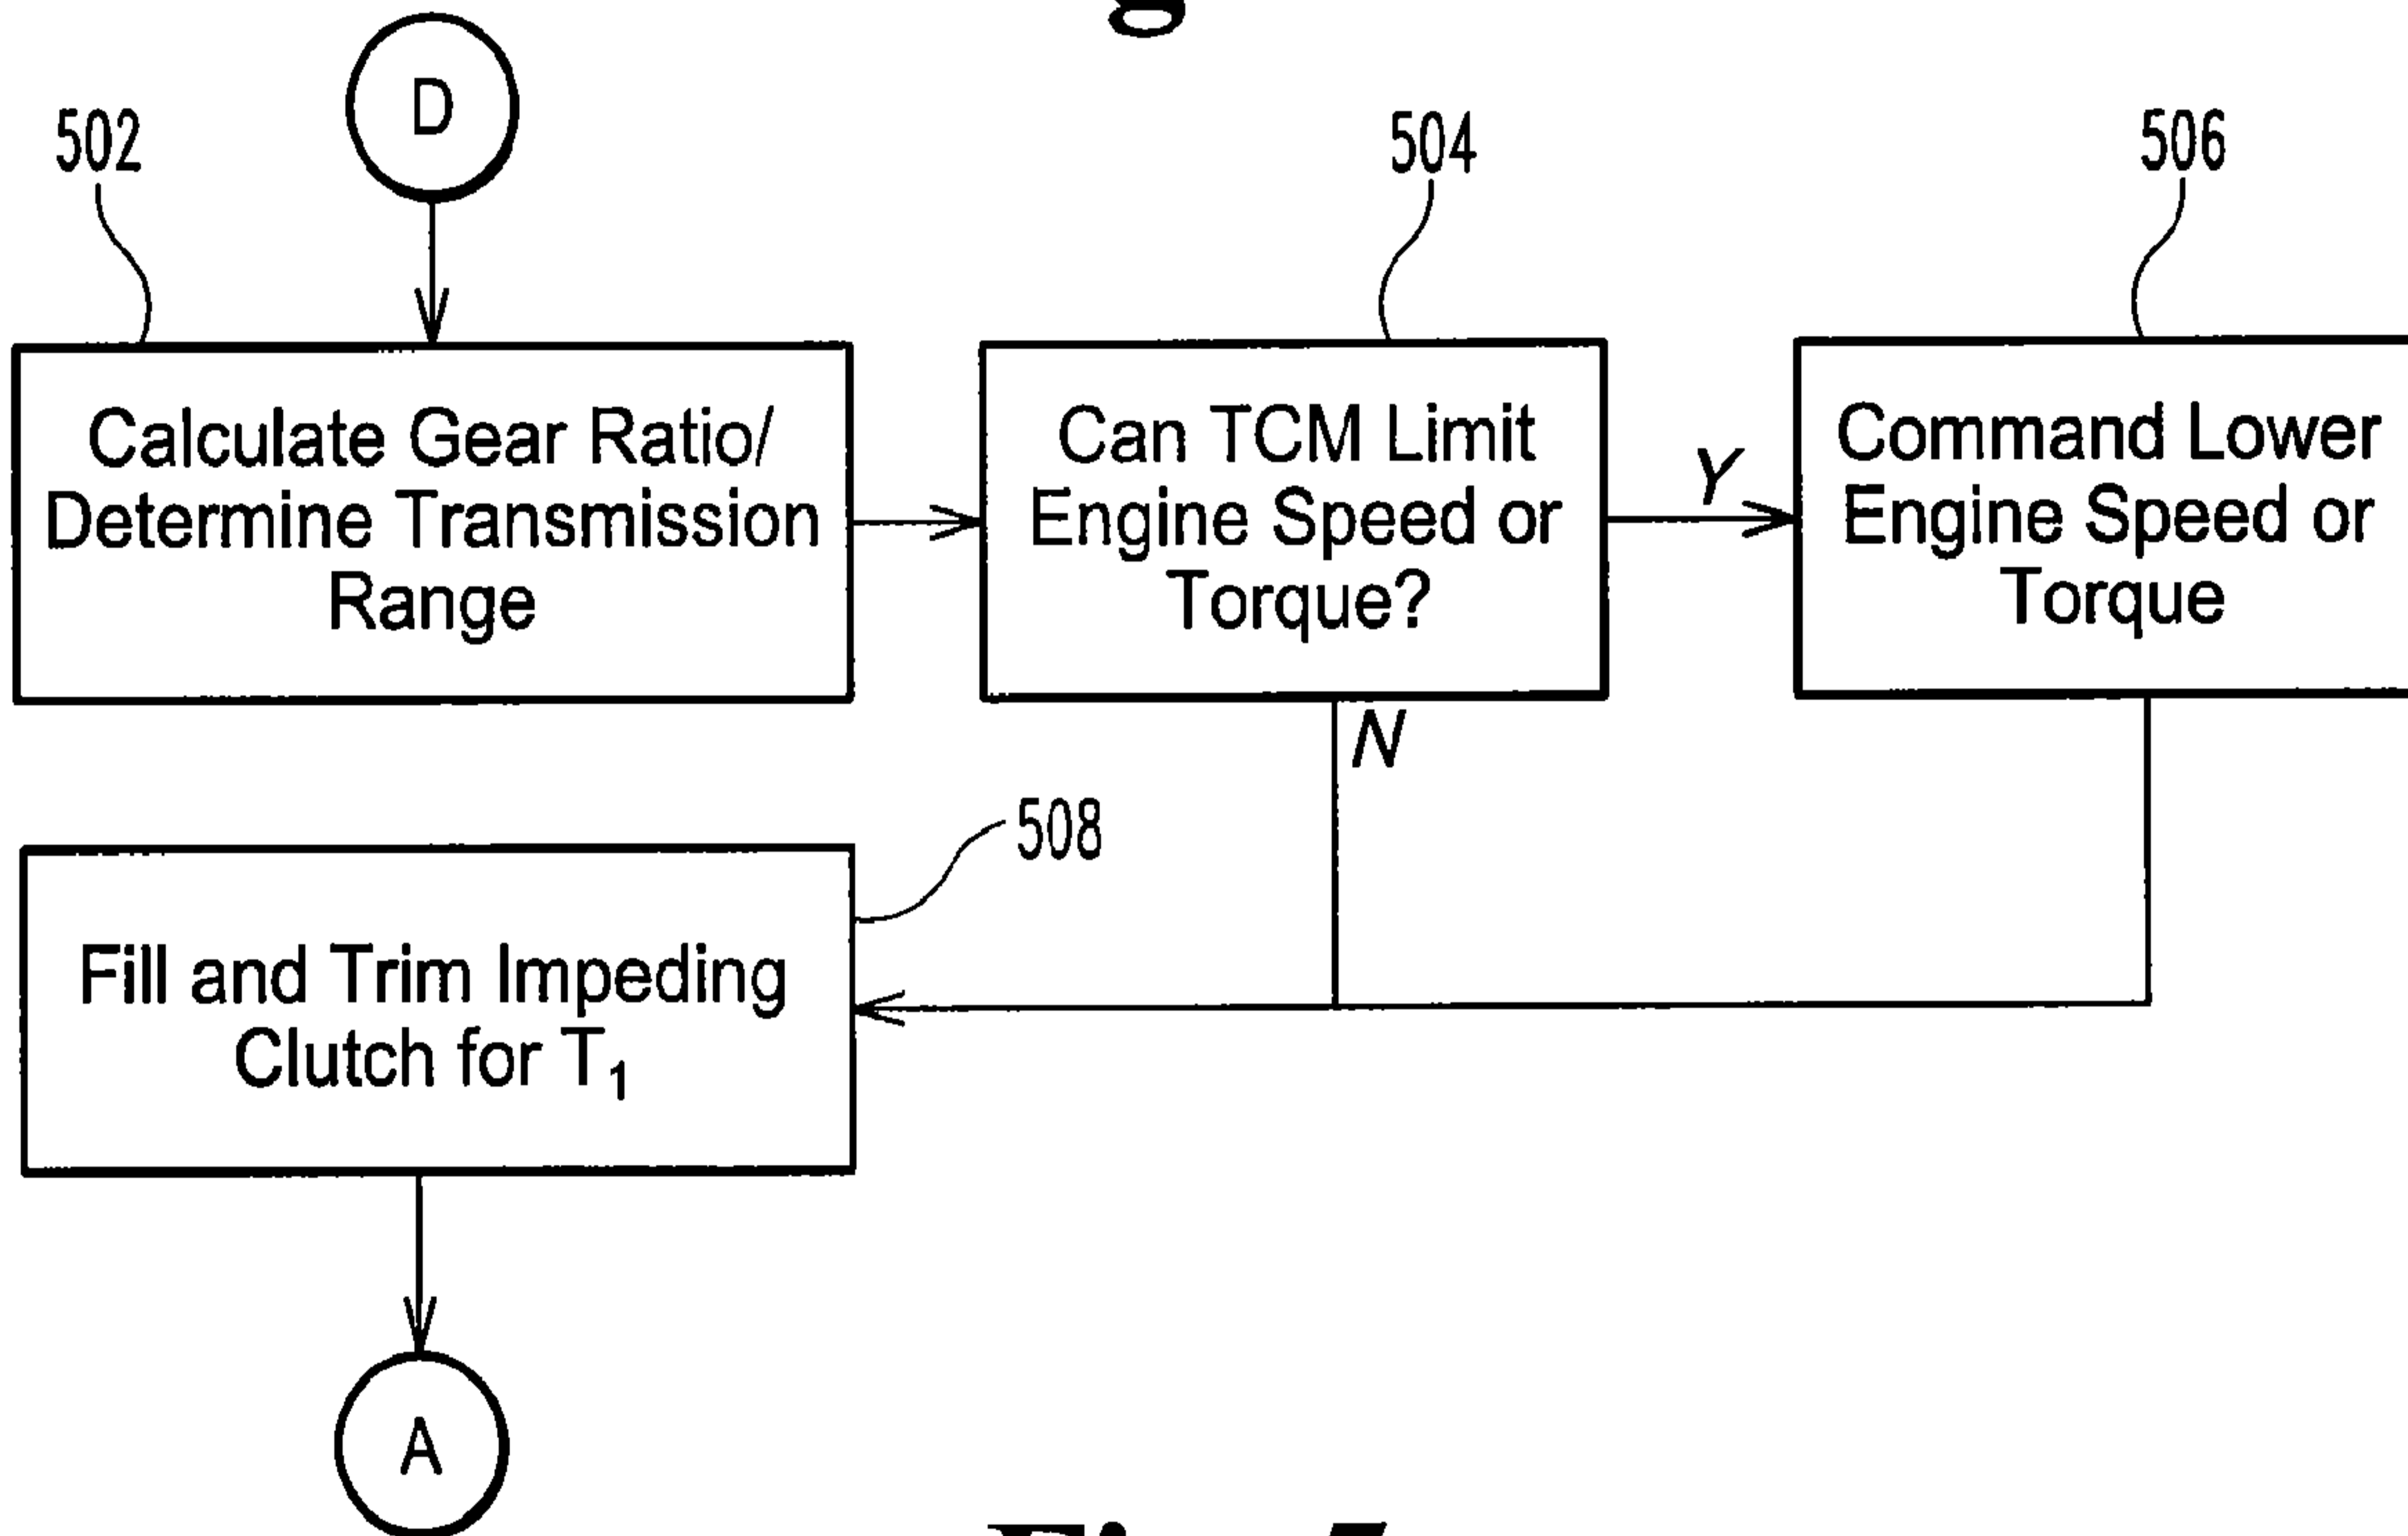 D
502
504
506
Calculate Gear Ratio/
Determine Transmission
Range
Can TCM Limit
Engine Speed or
Torque?
Y
Command Lower
Engine Speed or
Torque
N
508
Fill and Trim Impeding
Clutch for T₁
A